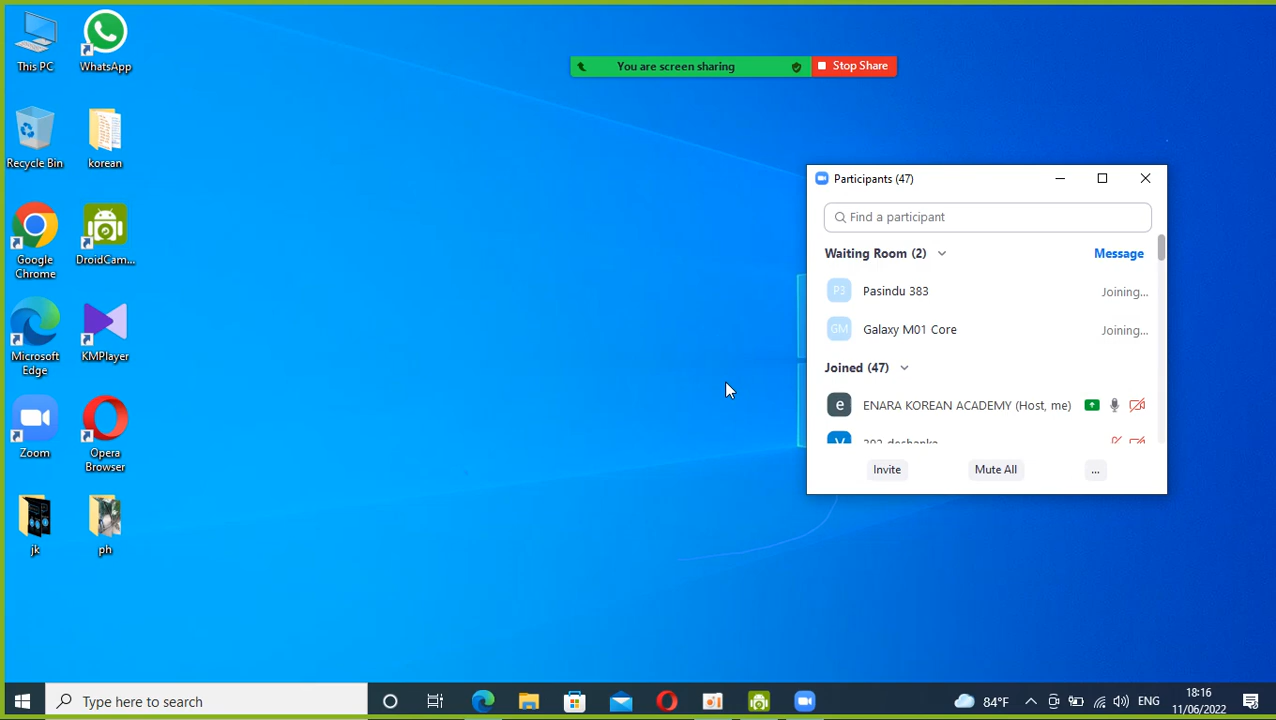 This PC
WhatsApp
Recycle Bin
korean
Google
Chrome
DroidCam...
Microsoft
Edge
KMPlayer
Zoom
Opera
Browser
jk
ph
You are screen sharing
Stop Share
Participants (47)
Find a participant
Waiting Room (2)
Message
P3
Pasindu 383
Joining...
GM
Galaxy M01 Core
Joining...
Joined (47)
e
ENARA KOREAN ACADEMY (Host, me)
Invite
Mute All
...
Type here to search
84°F
ENG
18:16
11/06/2022